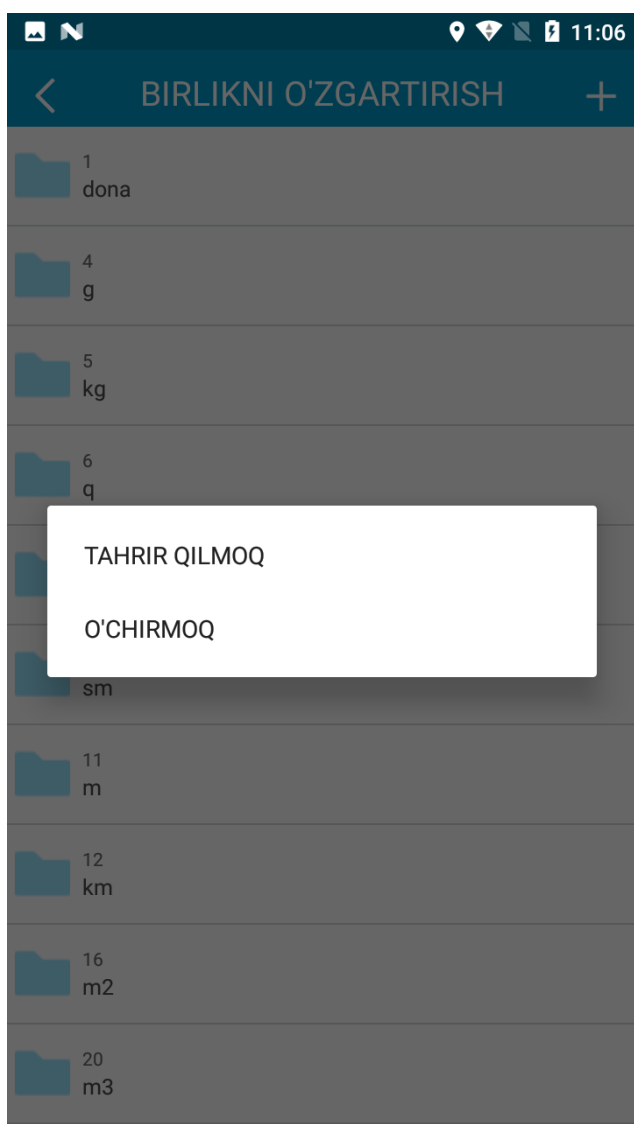 11:06
BIRLIKNI O'ZGARTIRISH
1
dona
4
g
5
kg
6
q
TAHRIR QILMOQ
O'CHIRMOQ
sm
11
m
12
km
16
m2
20
m3